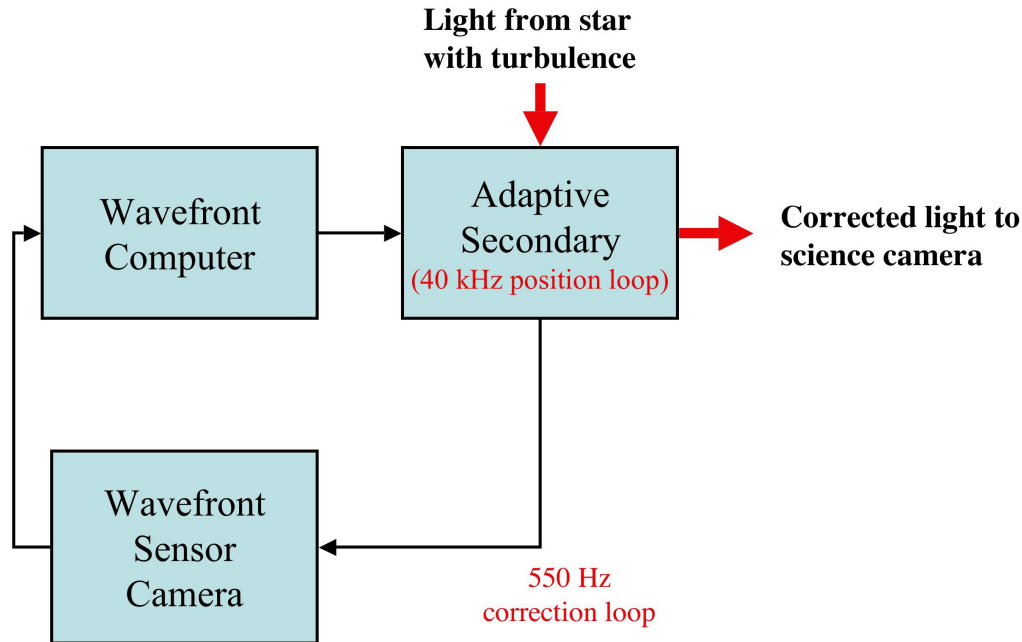 Light from star
with turbulence
Wavefront
Computer
Adaptive
Secondary
(40 kHz position loop)
Corrected light to
science camera
Wavefront
Sensor
Camera
550 Hz
correction loop